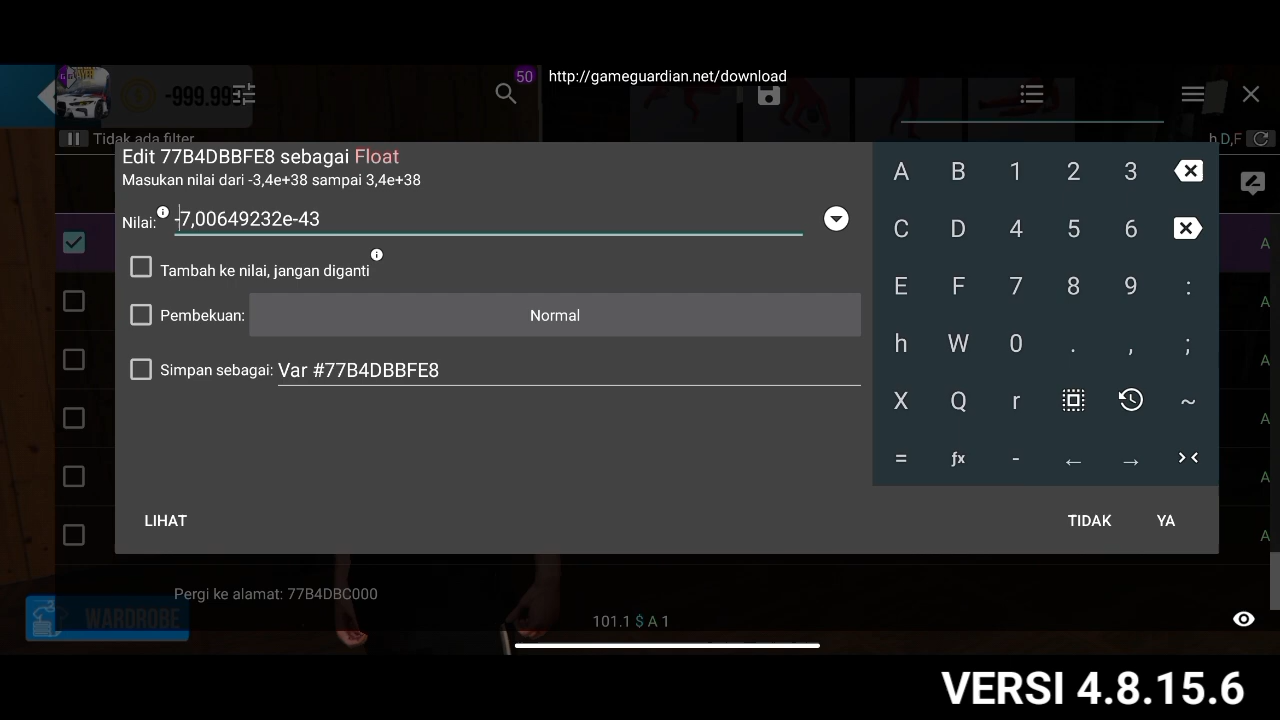 -999.99
50
http://gameguardian.net/download
Tidak ada filter
h,D,F
Edit 77B4DBBFE8 sebagai Float
Masukan nilai dari -3,4e+38 sampai 3,4e+38
Nilai: -7,00649232e-43
Tambah ke nilai, jangan diganti
Pembekuan: Normal
Simpan sebagai: Var #77B4DBBFE8
LIHAT TIDAK YA
A B 1 2 3
C D 4 5 6
E F 7 8 9 :
h W 0 . , ;
X Q r ~
= ƒx - ← → ><
A
A
A
A
A
A
Pergi ke alamat: 77B4DBC000
WARDROBE
101.1 $ A 1
VERSI 4.8.15.6